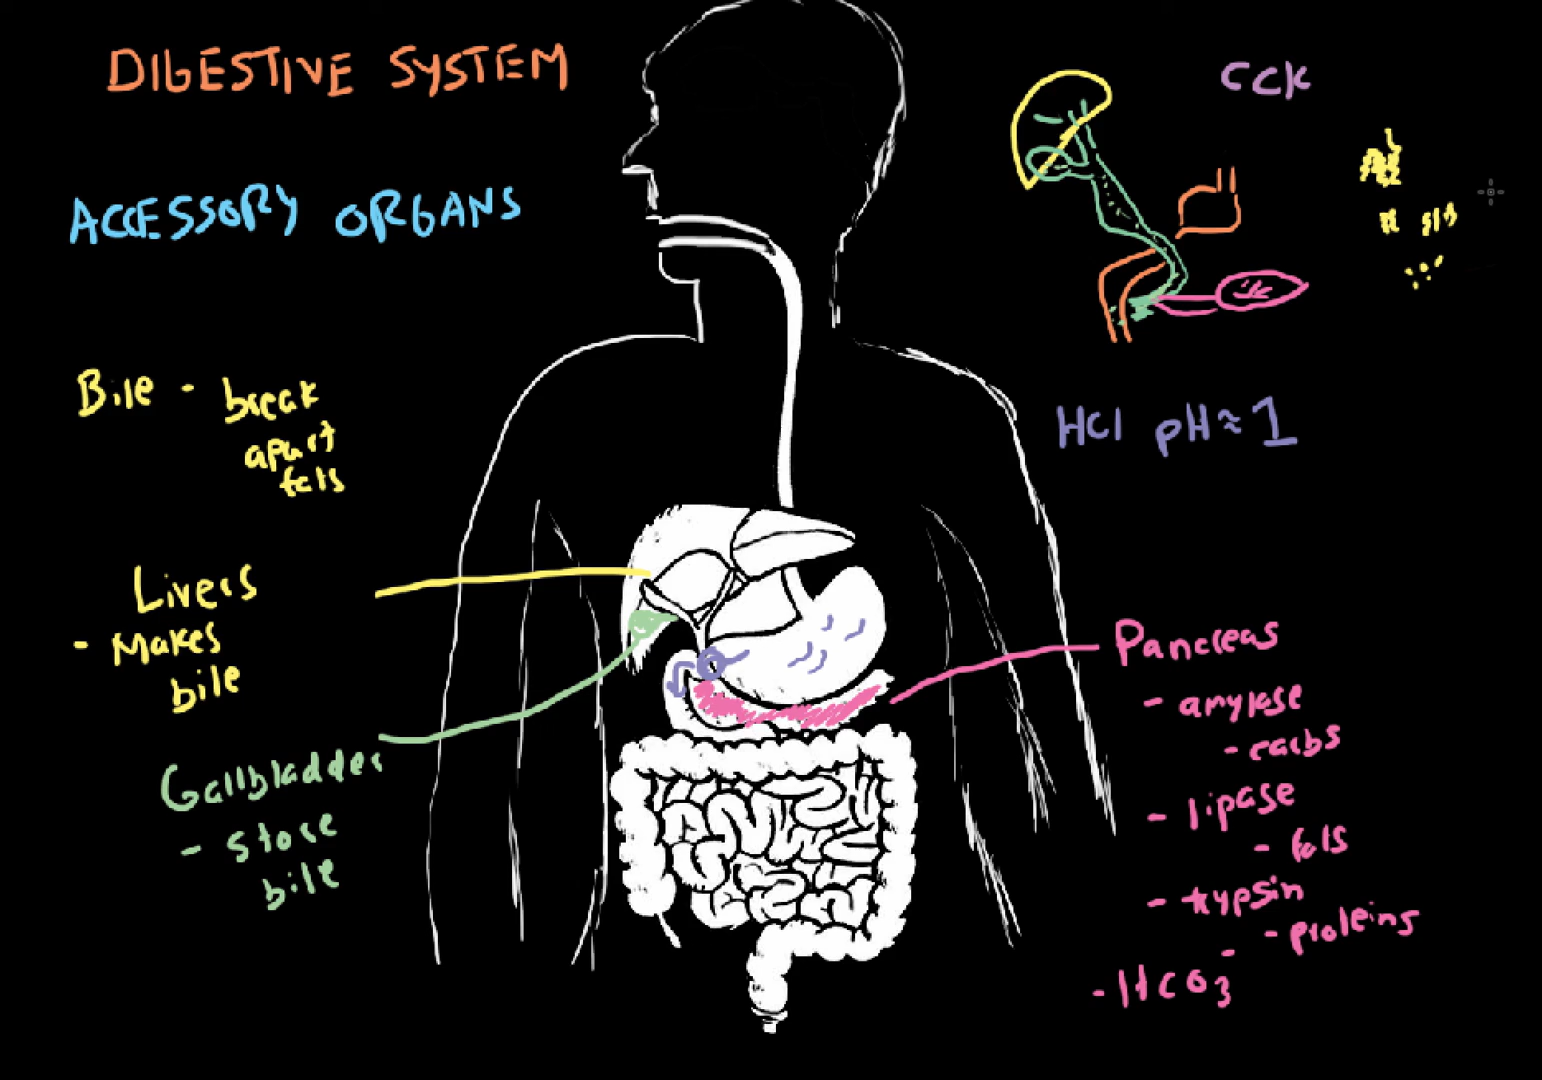 DIGESTIVE SYSTEM
ACCESSORY ORGANS
CCK
Bile - break
apart
fats
HCl pH ≈ 1
Livers
- Makes
bile
Gallbladder
- store
bile
Pancreas
- amylase
- carbs
- lipase
- fats
- trypsin
- proteins
- HCO3⁻